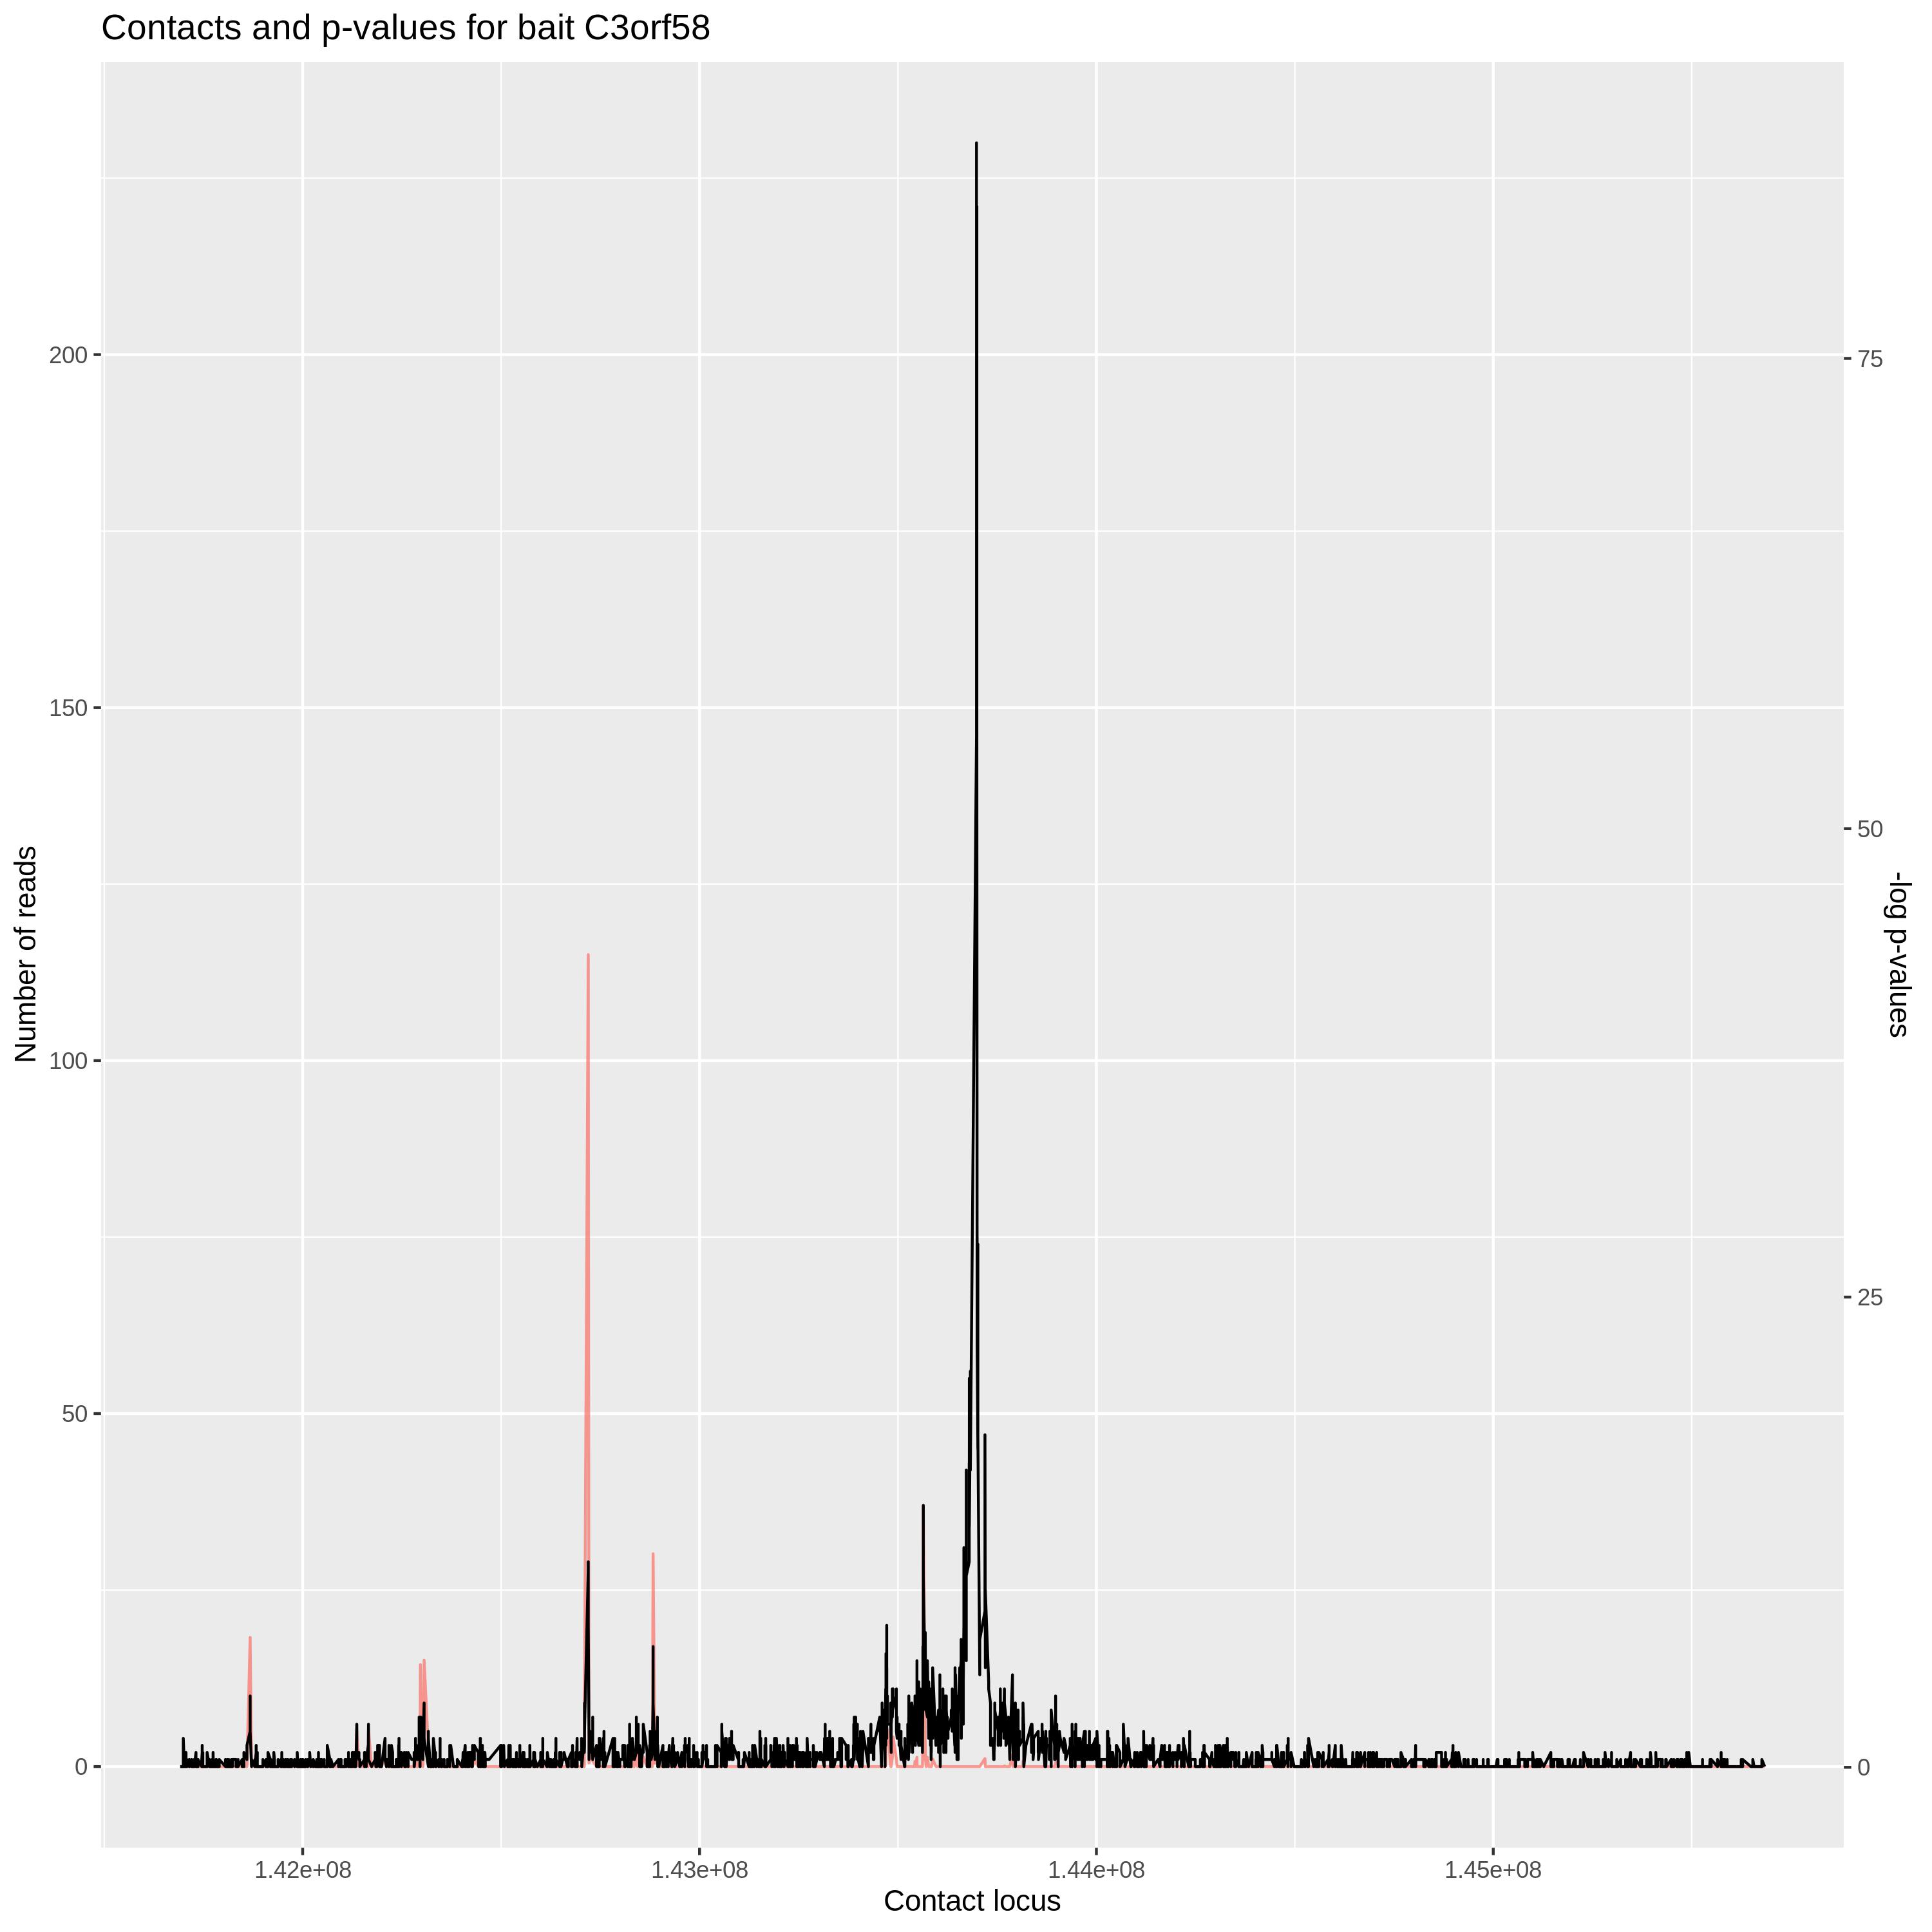 Contacts and p-values for bait C3orf58
200
150
100
50
0
Number of reads
75
50
25
0
-log p-values
1.42e+08 1.43e+08 1.44e+08 1.45e+08
Contact locus